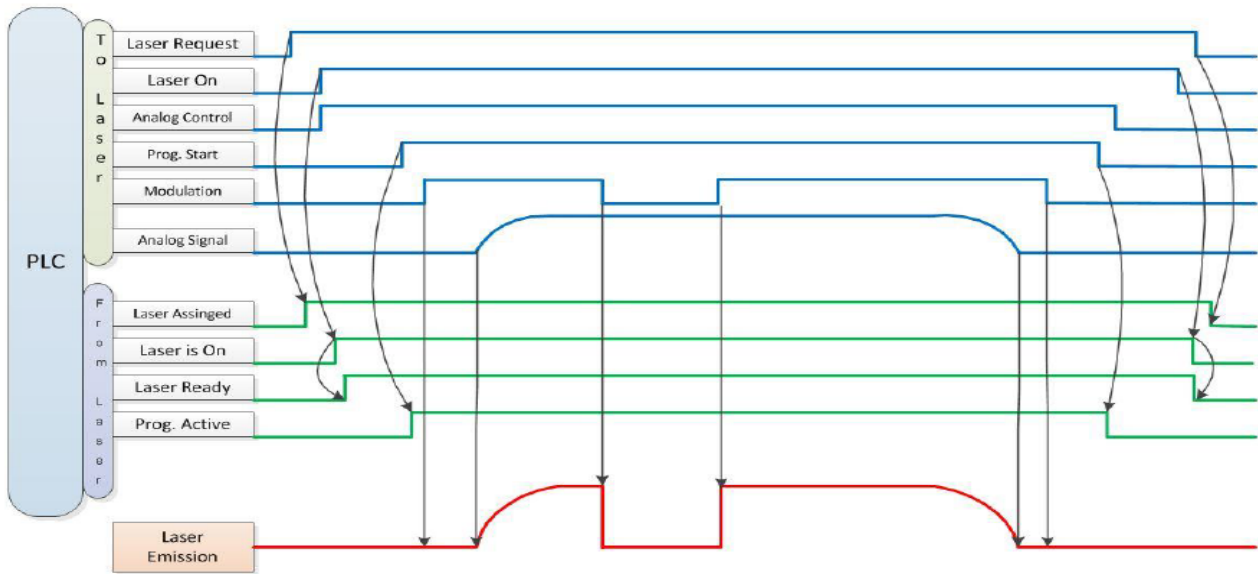 PLC
To Laser
Laser Request
Laser On
Analog Control
Prog. Start
Modulation
Analog Signal
From Laser
Laser Assinged
Laser is On
Laser Ready
Prog. Active
Laser
Emission